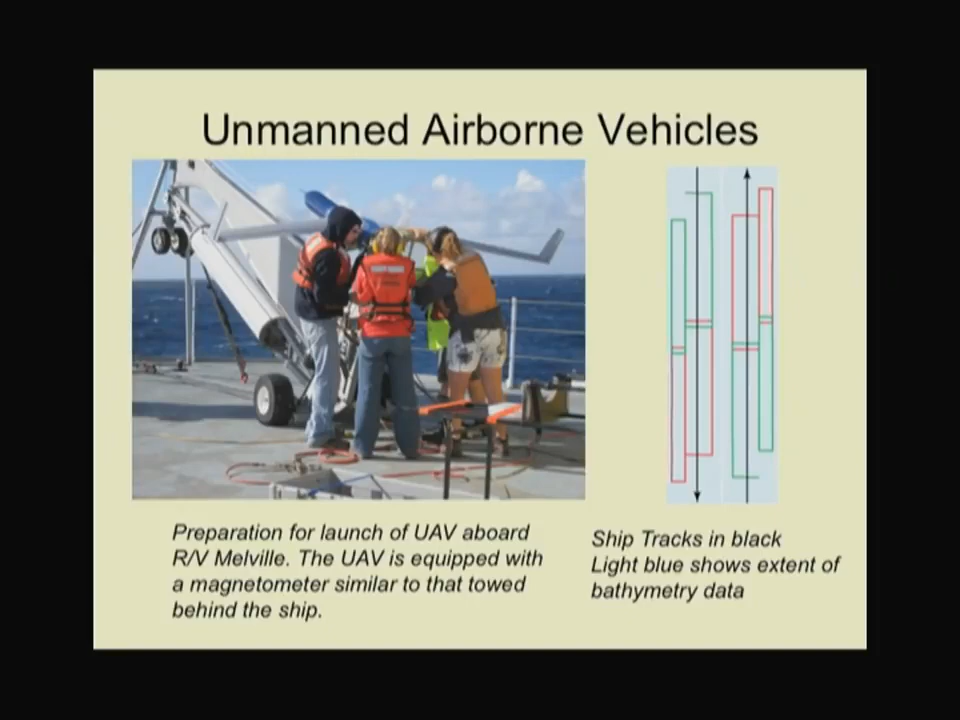 Unmanned Airborne Vehicles
Preparation for launch of UAV aboard
R/V Melville. The UAV is equipped with
a magnetometer similar to that towed
behind the ship.
Ship Tracks in black
Light blue shows extent of
bathymetry data